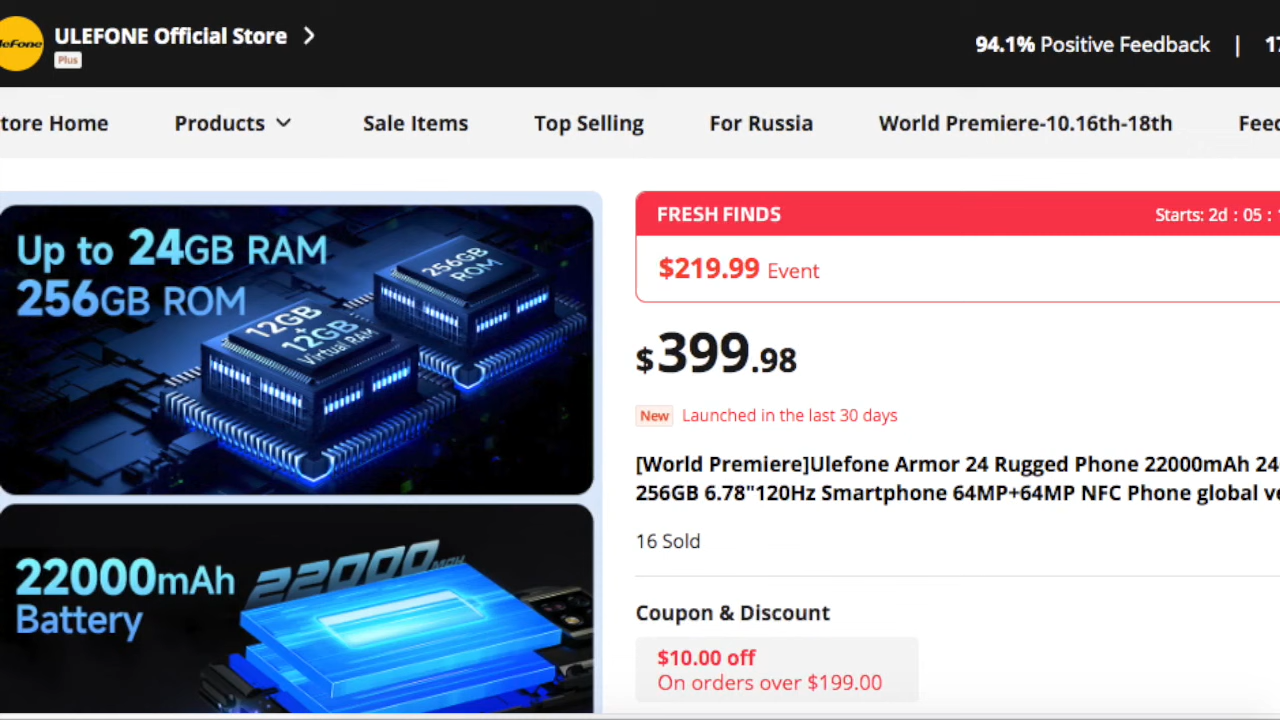 ULEFONE Official Store
Plus
94.1% Positive Feedback |
tore Home
Products
Sale Items
Top Selling
For Russia
World Premiere-10.16th-18th
Up to 24GB RAM
256GB ROM
256GB
ROM
12GB
+
12GB
Virtual RAM
22000mAh
Battery
22000mAh
FRESH FINDS
Starts: 2d : 05 :
$219.99 Event
$399.98
New Launched in the last 30 days
[World Premiere]Ulefone Armor 24 Rugged Phone 22000mAh 24
256GB 6.78"120Hz Smartphone 64MP+64MP NFC Phone global ve
16 Sold
Coupon & Discount
$10.00 off
On orders over $199.00